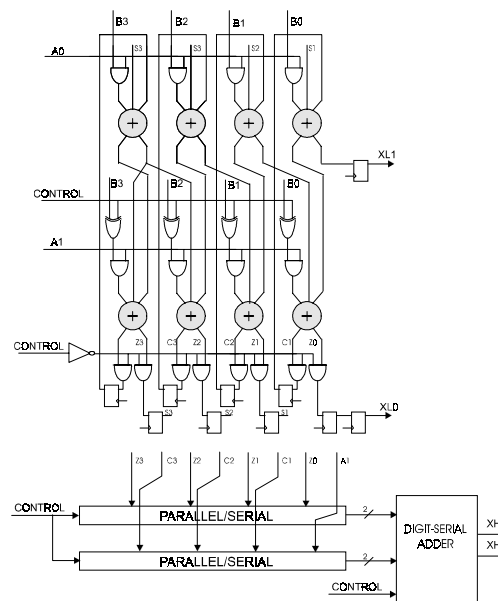 B3 B2 B1 B0
S3 S3 S2 S1
A0
+ + + +
XL1
B3 B2 B1 B0
CONTROL
A1
+ + + +
CONTROL Z3 C3 Z2 C2 Z1 C1 Z0
S3 S2 S1 XL0
Z3 C3 Z2 C2 Z1 C1 Z0 A1
CONTROL
PARALLEL/SERIAL 2
PARALLEL/SERIAL 2
DIGIT-SERIAL
ADDER
XH
XH
CONTROL